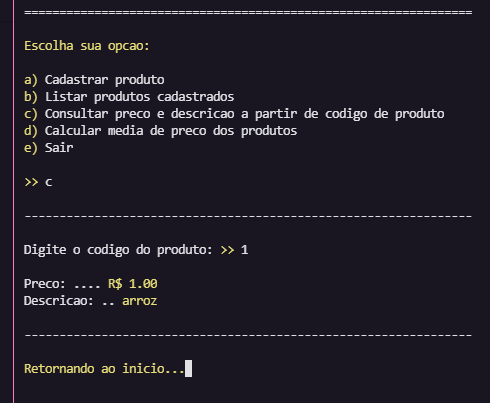 ================================================================
Escolha sua opcao:
a) Cadastrar produto
b) Listar produtos cadastrados
c) Consultar preco e descricao a partir de codigo de produto
d) Calcular media de preco dos produtos
e) Sair
>> c
----------------------------------------------------------------
Digite o codigo do produto: >> 1
Preco: .... R$ 1.00
Descricao: .. arroz
----------------------------------------------------------------
Retornando ao inicio...